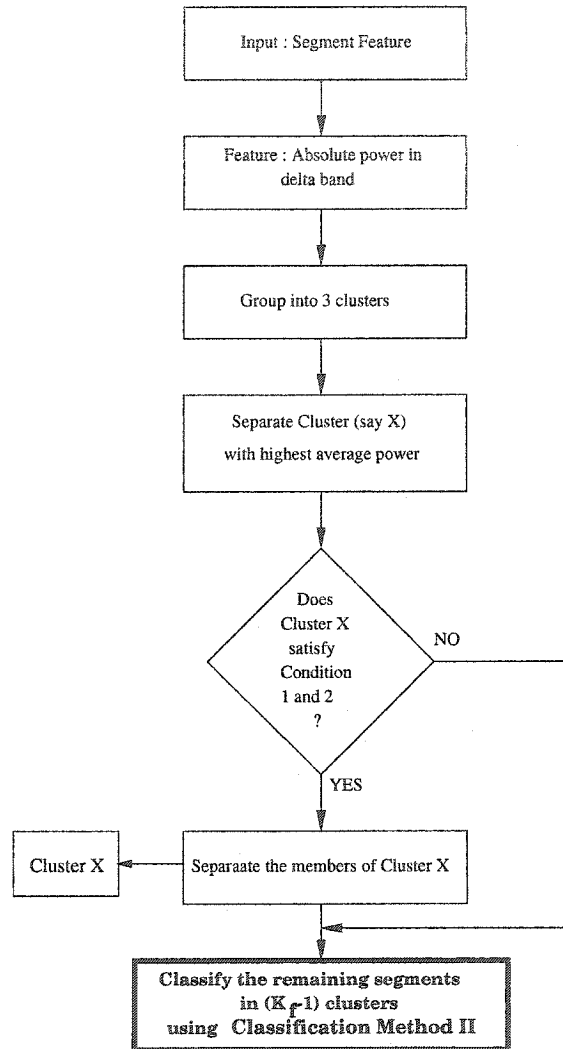 Input : Segment Feature
Feature : Absolute power in
delta band
Group into 3 clusters
Separate Cluster (say X)
with highest average power
Does
Cluster X
satisfy
Condition
1 and 2
?
NO
YES
Cluster X
Separaate the members of Cluster X
Classify the remaining segments
in (Kf-1) clusters
using Classification Method II